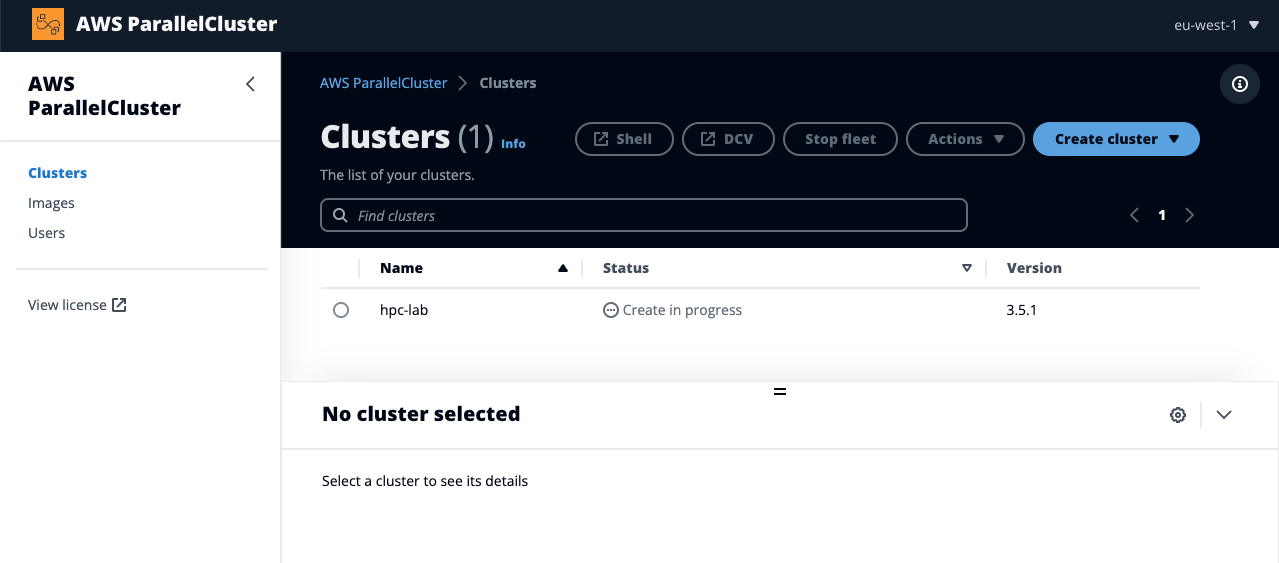 AWS ParallelCluster
eu-west-1
AWS
ParallelCluster
Clusters
Images
Users
View license
AWS ParallelCluster Clusters
Clusters (1) Info
Shell DCV Stop fleet Actions Create cluster
The list of your clusters.
Find clusters
1
Name Status Version
hpc-lab Create in progress 3.5.1
No cluster selected
Select a cluster to see its details